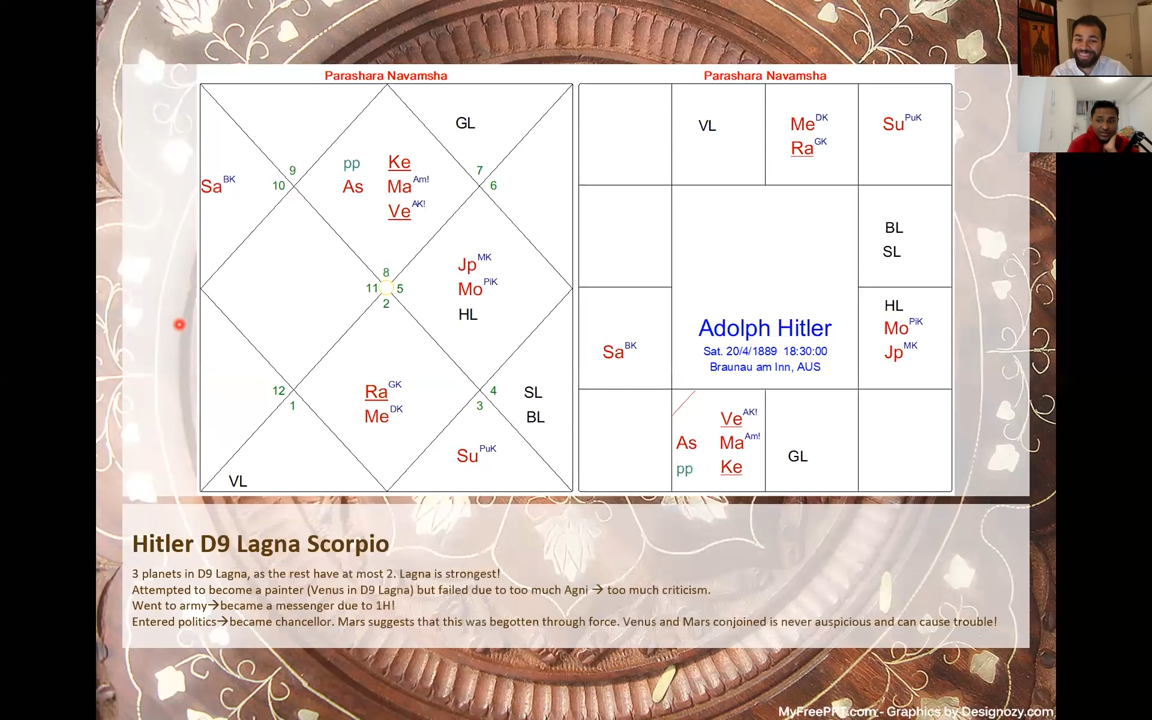 Parashara Navamsha
GL
pp Ke
Sa BK
As Ma Am!
Ve AK!
9
10
7
6
Jp MK
Mo PiK
HL
8
11 5
2
12
1
4
3
Ra GK
Me DK
SL
BL
Su PuK
VL
Parashara Navamsha
VL
Me DK
Ra GK
Su PuK
BL
SL
Sa BK
Adolph Hitler
Sat. 20/4/1889 18:30:00
Braunau am Inn, AUS
HL
Mo PiK
Jp MK
Ve AK!
As Ma Am!
pp Ke
GL
Hitler D9 Lagna Scorpio
3 planets in D9 Lagna, as the rest have at most 2. Lagna is strongest!
Attempted to become a painter (Venus in D9 Lagna) but failed due to too much Agni → too much criticism.
Went to army→became a messenger due to 1H!
Entered politics→became chancellor. Mars suggests that this was begotten through force. Venus and Mars conjoined is never auspicious and can cause trouble!
MyFreePPT.com - Graphics by Designozy.com